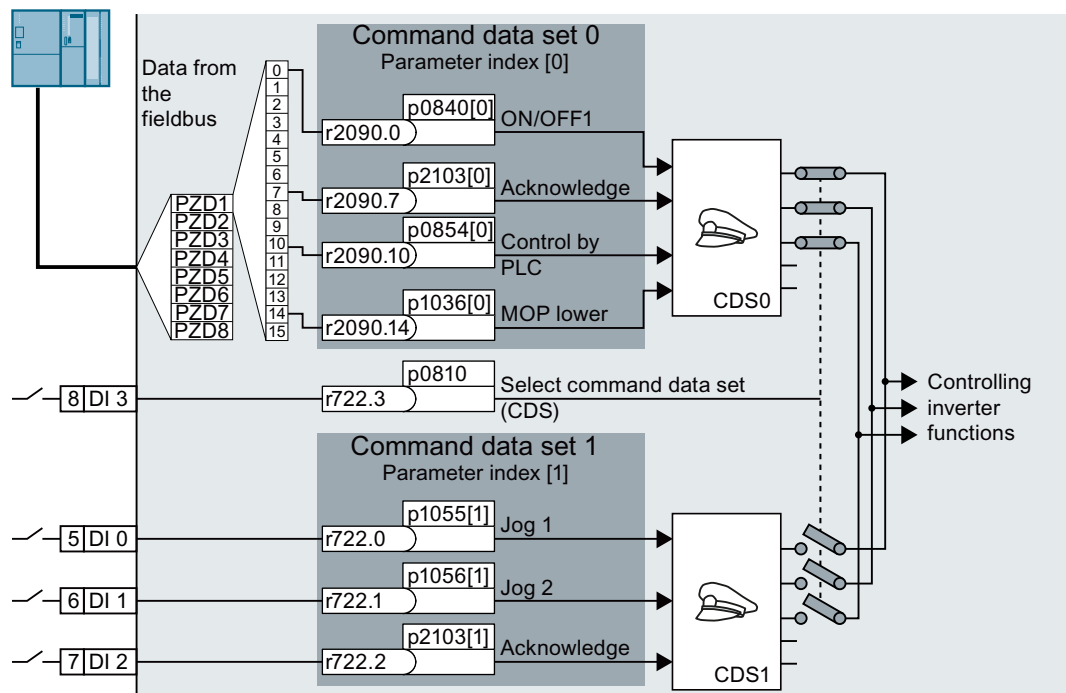 Command data set 0
Parameter index [0]
Data from
the
fieldbus
0
1
2
3
4
5
6
7
8
9
10
11
12
13
14
15
PZD1
PZD2
PZD3
PZD4
PZD5
PZD6
PZD7
PZD8
p0840[0]
r2090.0
ON/OFF1
p2103[0]
r2090.7
Acknowledge
p0854[0]
r2090.10
Control by
PLC
p1036[0]
r2090.14
MOP lower
CDS0
8 DI 3
p0810
r722.3
Select command data set
(CDS)
Controlling
inverter
functions
Command data set 1
Parameter index [1]
5 DI 0
p1055[1]
r722.0
Jog 1
6 DI 1
p1056[1]
r722.1
Jog 2
7 DI 2
p2103[1]
r722.2
Acknowledge
CDS1